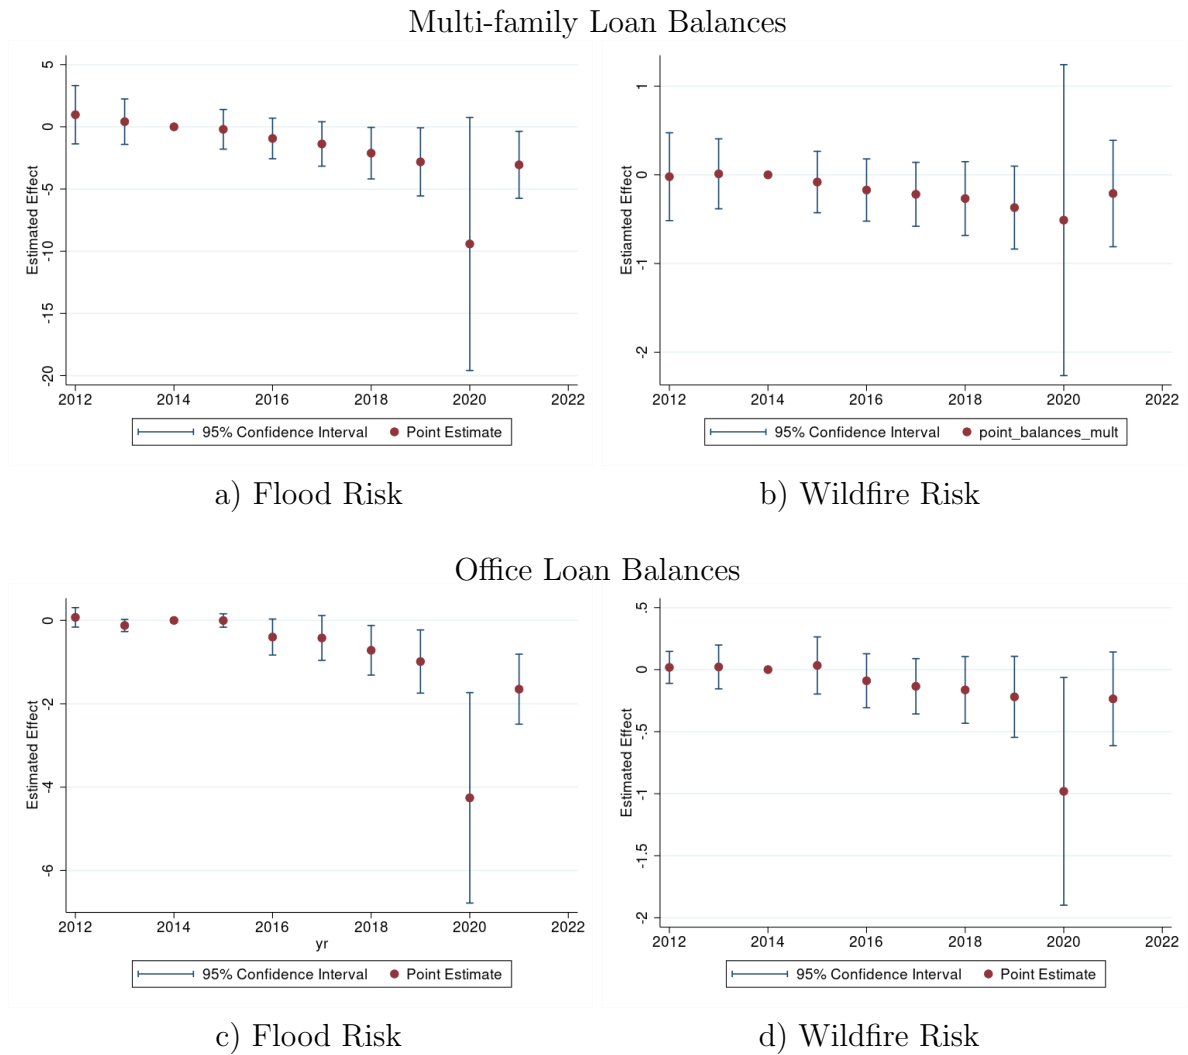 Multi-family Loan Balances
5
0
-5
-10
-15
-20
Estimated Effect
2012 2014 2016 2018 2020 2022
95% Confidence Interval Point Estimate
a) Flood Risk
1
0
-1
-2
Estiamted Effect
2012 2014 2016 2018 2020 2022
95% Confidence Interval point_balances_mult
b) Wildfire Risk
Office Loan Balances
0
-2
-4
-6
Estimated Effect
2012 2014 2016 2018 2020 2022
yr
95% Confidence Interval Point Estimate
c) Flood Risk
.5
0
-.5
-1
-1.5
-2
Estimated Effect
2012 2014 2016 2018 2020 2022
95% Confidence Interval Point Estimate
d) Wildfire Risk